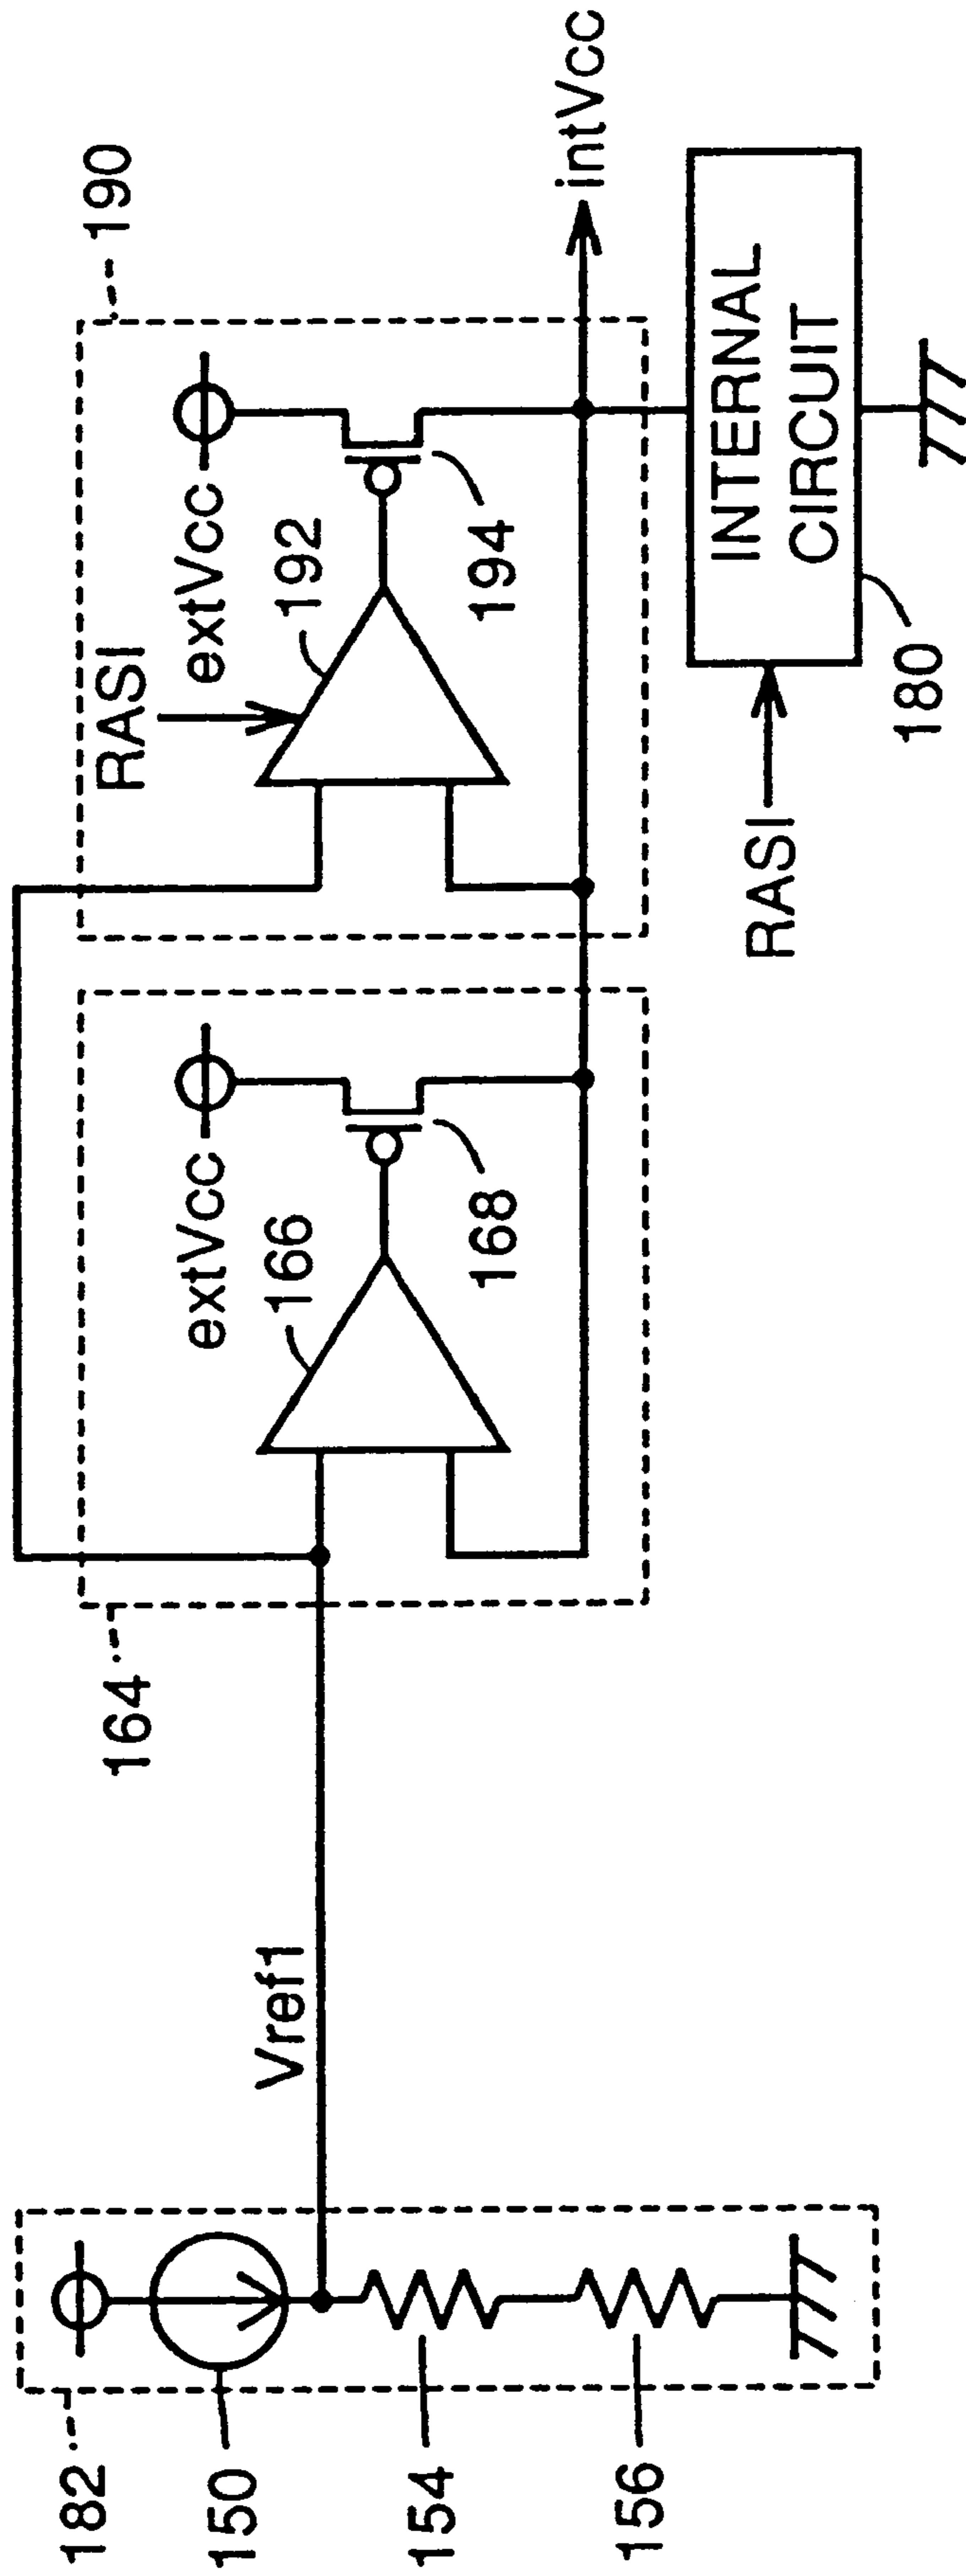 182
150
154
156
Vref1
164
extVcc
166
168
190
RASI
extVcc
192
194
intVcc
RASI
INTERNAL
CIRCUIT
180